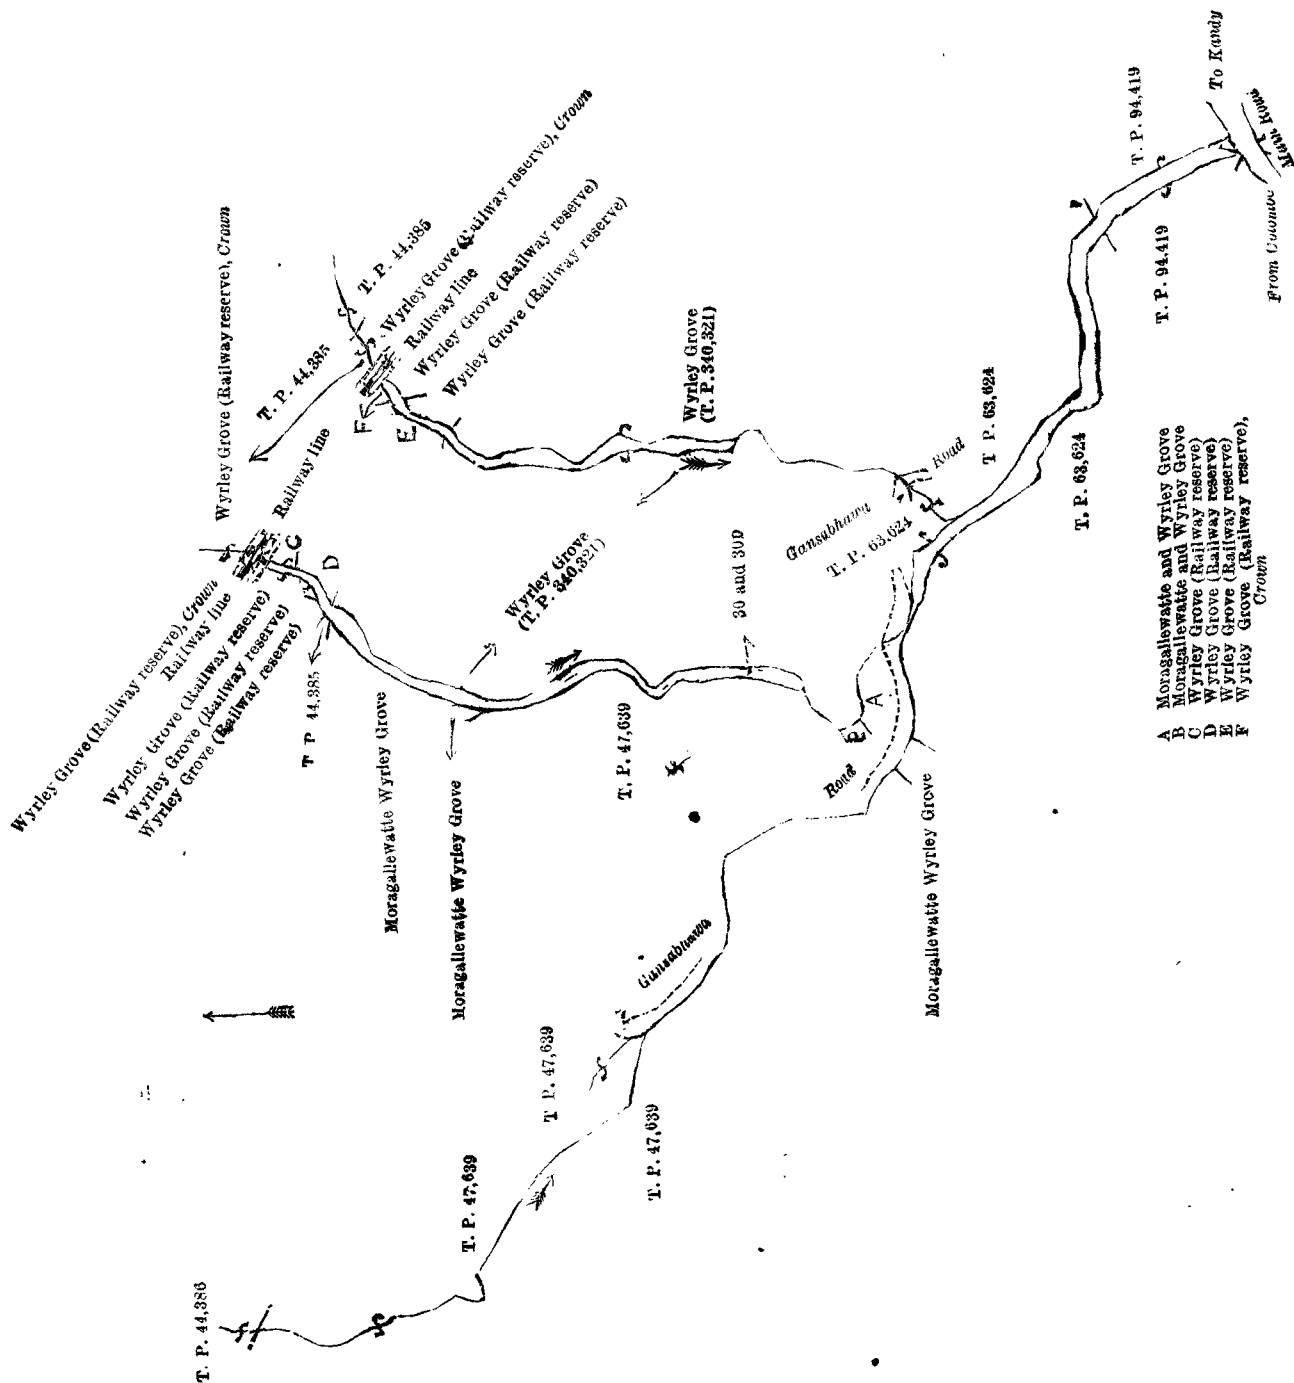 Wyrley Grove (Railway reserve), Crown
Railway line
Wyrley Grove (Railway reserve)
Wyrley Grove (Railway reserve)
Wyrley Grove (Railway reserve)
T. P. 44,385
Wyrley Grove (Railway reserve), Crown
Railway line
C
D
T. P. 44,385
T. P. 44,385
Wyrley Grove (Railway reserve), Crown
Railway line
Wyrley Grove (Railway reserve)
Wyrley Grove (Railway reserve)
F
E
Moragallewatte Wyrley Grove
Moragallewatte Wyrley Grove
Wyrley Grove
(T. P. 340,321)
Wyrley Grove
(T. P. 340,321)
T. P. 47,639
30 and 30D
Gansabhawa
Road
T. P. 63,624
T. P. 63,624
T. P. 63,624
B
A
Road
Moragallewatte Wyrley Grove
Gansabhawa
T. P. 47,639
T. P. 47,639
T. P. 47,639
T. P. 44,386
T. P. 94,419
T. P. 94,419
To Kandy
From Colombo
A Moragallewatte and Wyrley Grove
B Moragallewatte and Wyrley Grove
C Wyrley Grove (Railway reserve)
D Wyrley Grove (Railway reserve)
E Wyrley Grove (Railway reserve)
F Wyrley Grove (Railway reserve),
Crown